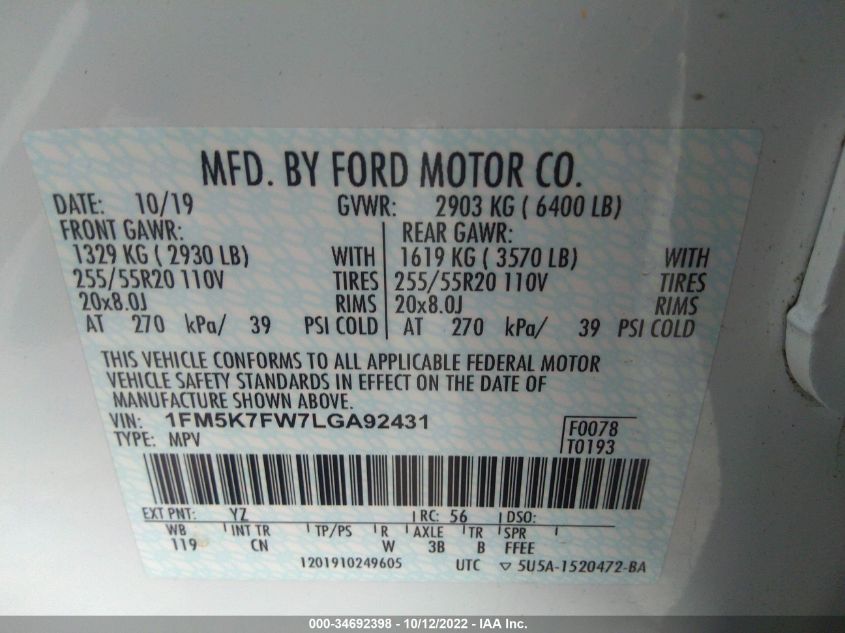 MFD. BY FORD MOTOR CO.
DATE: 10/19 GVWR: 2903 KG ( 6400 LB)
FRONT GAWR: REAR GAWR:
1329 KG ( 2930 LB) WITH 1619 KG ( 3570 LB) WITH
255/55R20 110V TIRES 255/55R20 110V TIRES
20x8.0J RIMS 20x8.0J RIMS
AT 270 kPa/ 39 PSI COLD AT 270 kPa/ 39 PSI COLD
THIS VEHICLE CONFORMS TO ALL APPLICABLE FEDERAL MOTOR
VEHICLE SAFETY STANDARDS IN EFFECT ON THE DATE OF
MANUFACTURE SHOWN ABOVE.
VIN: 1FM5K7FW7LGA92431 F0078
TYPE: MPV T0193
EXT PNT: YZ RC: 56 DSO:
WB INT TR TP/PS R AXLE TR SPR
119 CN W 3B B FFEE
1201910249605 UTC ▽ 5U5A-1520472-BA
000-34692398 - 10/12/2022 - IAA Inc.